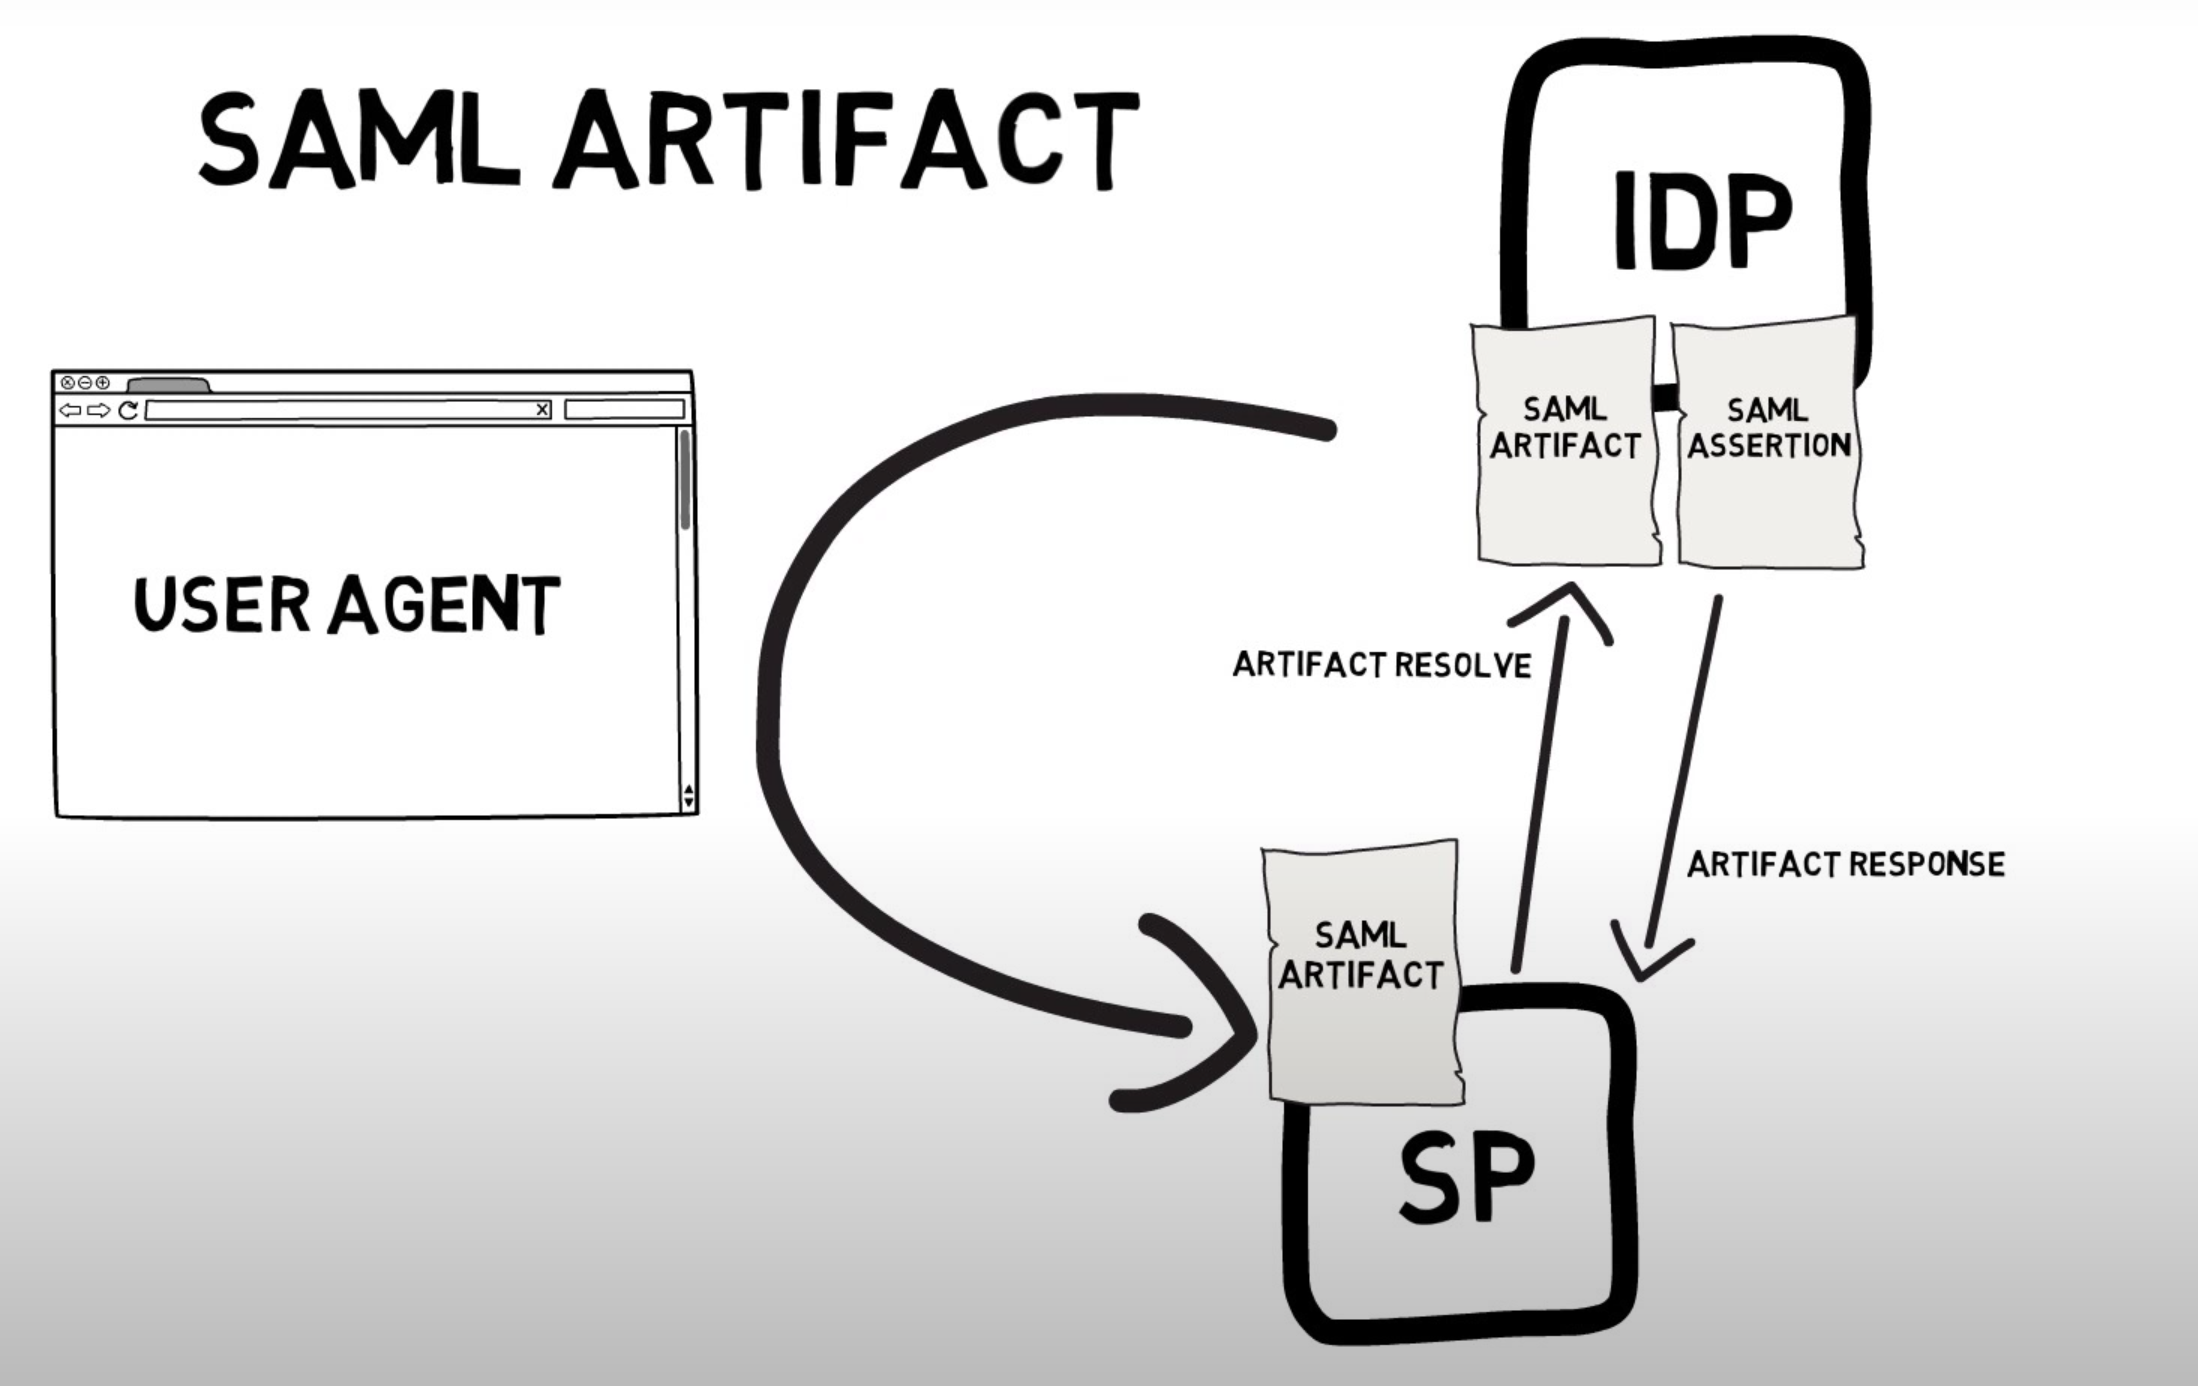 SAML ARTIFACT
IDP
SAML
ARTIFACT
SAML
ASSERTION
USER AGENT
ARTIFACT RESOLVE
ARTIFACT RESPONSE
SAML
ARTIFACT
SP